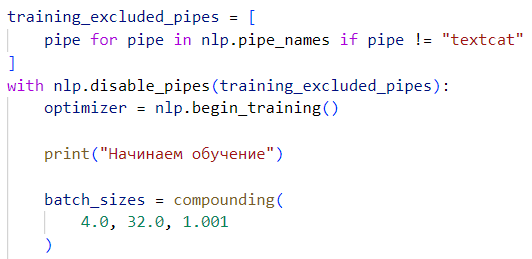 training_excluded_pipes = [
    pipe for pipe in nlp.pipe_names if pipe != "textcat"
]
with nlp.disable_pipes(training_excluded_pipes):
    optimizer = nlp.begin_training()
    print("Начинаем обучение")
    batch_sizes = compounding(
        4.0, 32.0, 1.001
    )